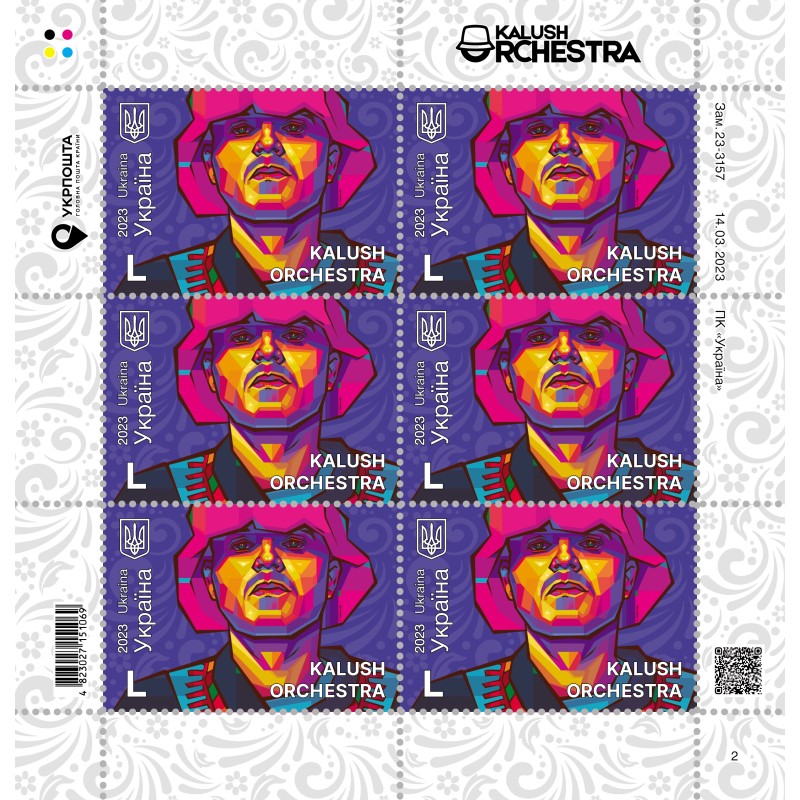 KALUSH
ORCHESTRA
УКРПОШТА
ГОЛОВНА ПОШТА КРАЇНИ
Зам. 23-3157
14.03.2023
ПК «Україна»
2023 Ukraina
Україна
L
KALUSH
ORCHESTRA
2023 Ukraina
Україна
L
KALUSH
ORCHESTRA
2023 Ukraina
Україна
L
KALUSH
ORCHESTRA
2023 Ukraina
Україна
L
KALUSH
ORCHESTRA
2023 Ukraina
Україна
L
KALUSH
ORCHESTRA
2023 Ukraina
Україна
L
KALUSH
ORCHESTRA
4 823027 151069
2